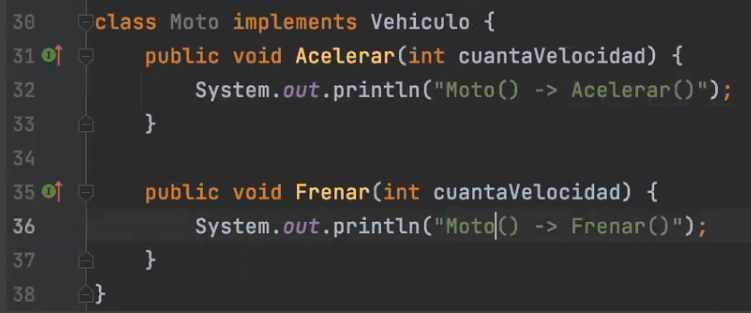 30 class Moto implements Vehiculo {
31 public void Acelerar(int cuantaVelocidad) {
32 System.out.println("Moto() -> Acelerar()");
33 }
34
35 public void Frenar(int cuantaVelocidad) {
36 System.out.println("Moto() -> Frenar()");
37 }
38 }